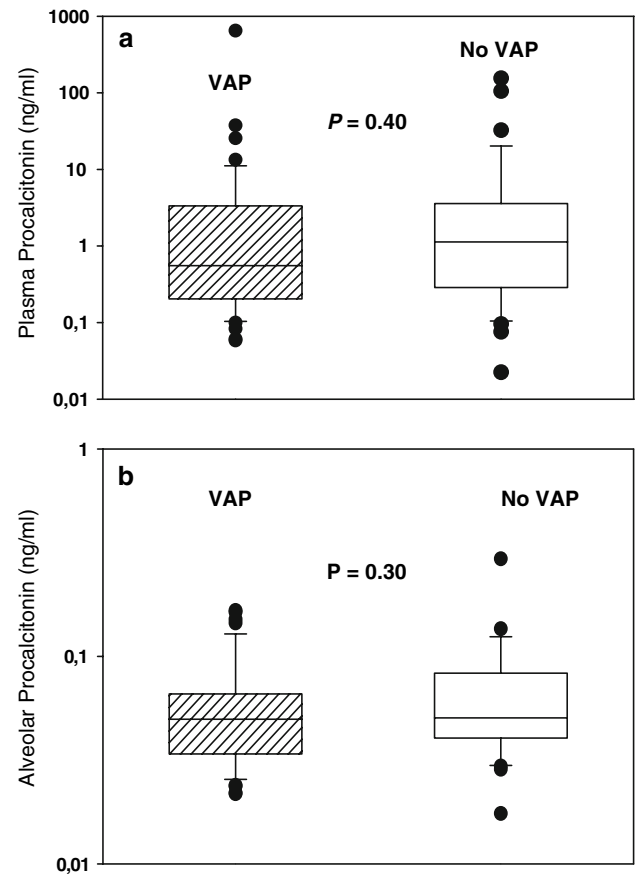 a
1000
100
10
1
0,1
0,01
Plasma Procalcitonin (ng/ml)
VAP
No VAP
P = 0.40
b
1
0,1
0,01
Alveolar Procalcitonin (ng/ml)
VAP
No VAP
P = 0.30